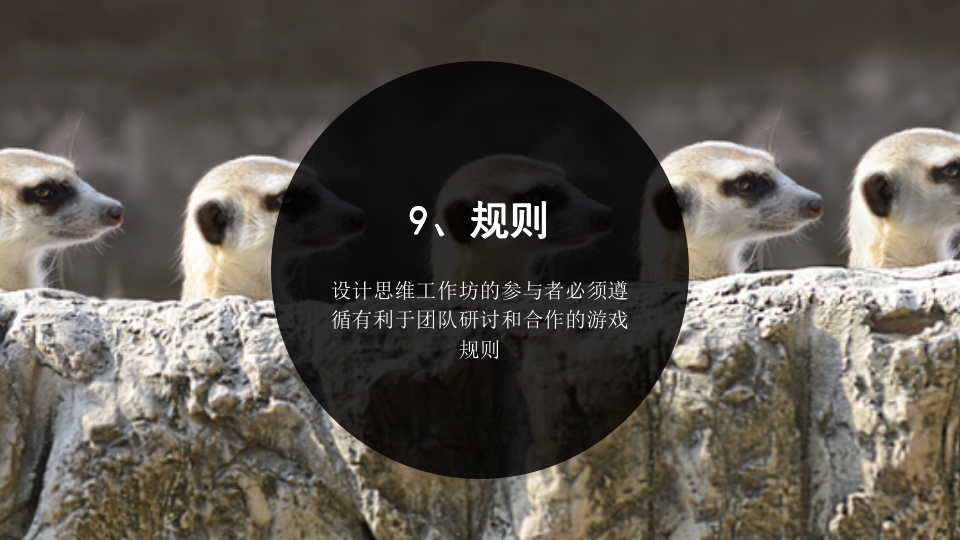 9、规则
设计思维工作坊的参与者必须遵
循有利于团队研讨和合作的游戏
规则